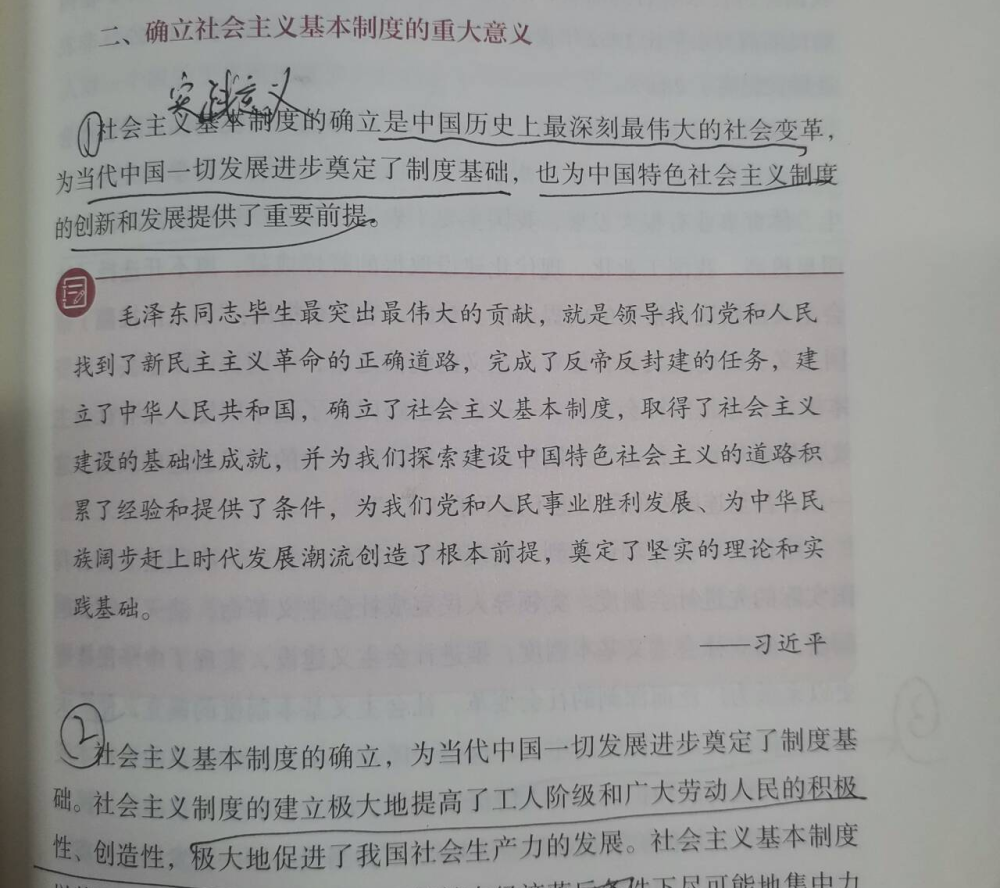 二、确立社会主义基本制度的重大意义
实践意义
①社会主义基本制度的确立是中国历史上最深刻最伟大的社会变革，
为当代中国一切发展进步奠定了制度基础，也为中国特色社会主义制度
的创新和发展提供了重要前提。
毛泽东同志毕生最突出最伟大的贡献，就是领导我们党和人民
找到了新民主主义革命的正确道路，完成了反帝反封建的任务，建
立了中华人民共和国，确立了社会主义基本制度，取得了社会主义
建设的基础性成就，并为我们探索建设中国特色社会主义的道路积
累了经验和提供了条件，为我们党和人民事业胜利发展、为中华民
族阔步赶上时代发展潮流创造了根本前提，奠定了坚实的理论和实
践基础。
——习近平
②社会主义基本制度的确立，为当代中国一切发展进步奠定了制度基
础。社会主义制度的建立极大地提高了工人阶级和广大劳动人民的积极
性、创造性，极大地促进了我国社会生产力的发展。社会主义基本制度
下尽可能地集中力